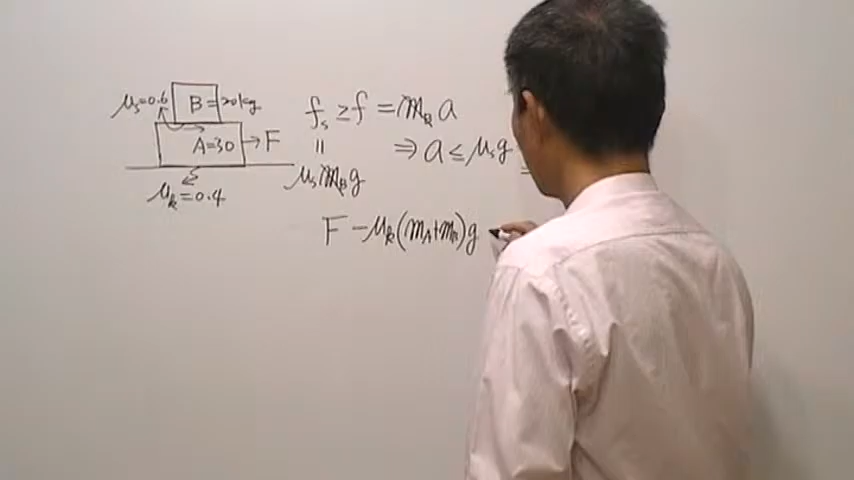 μs=0.6
B=20kg
A=30 → F
μk=0.4
fs ≥ f = mB a
=
μs mB g
⇒ a ≤ μs g
F - μk(mA+mB)g